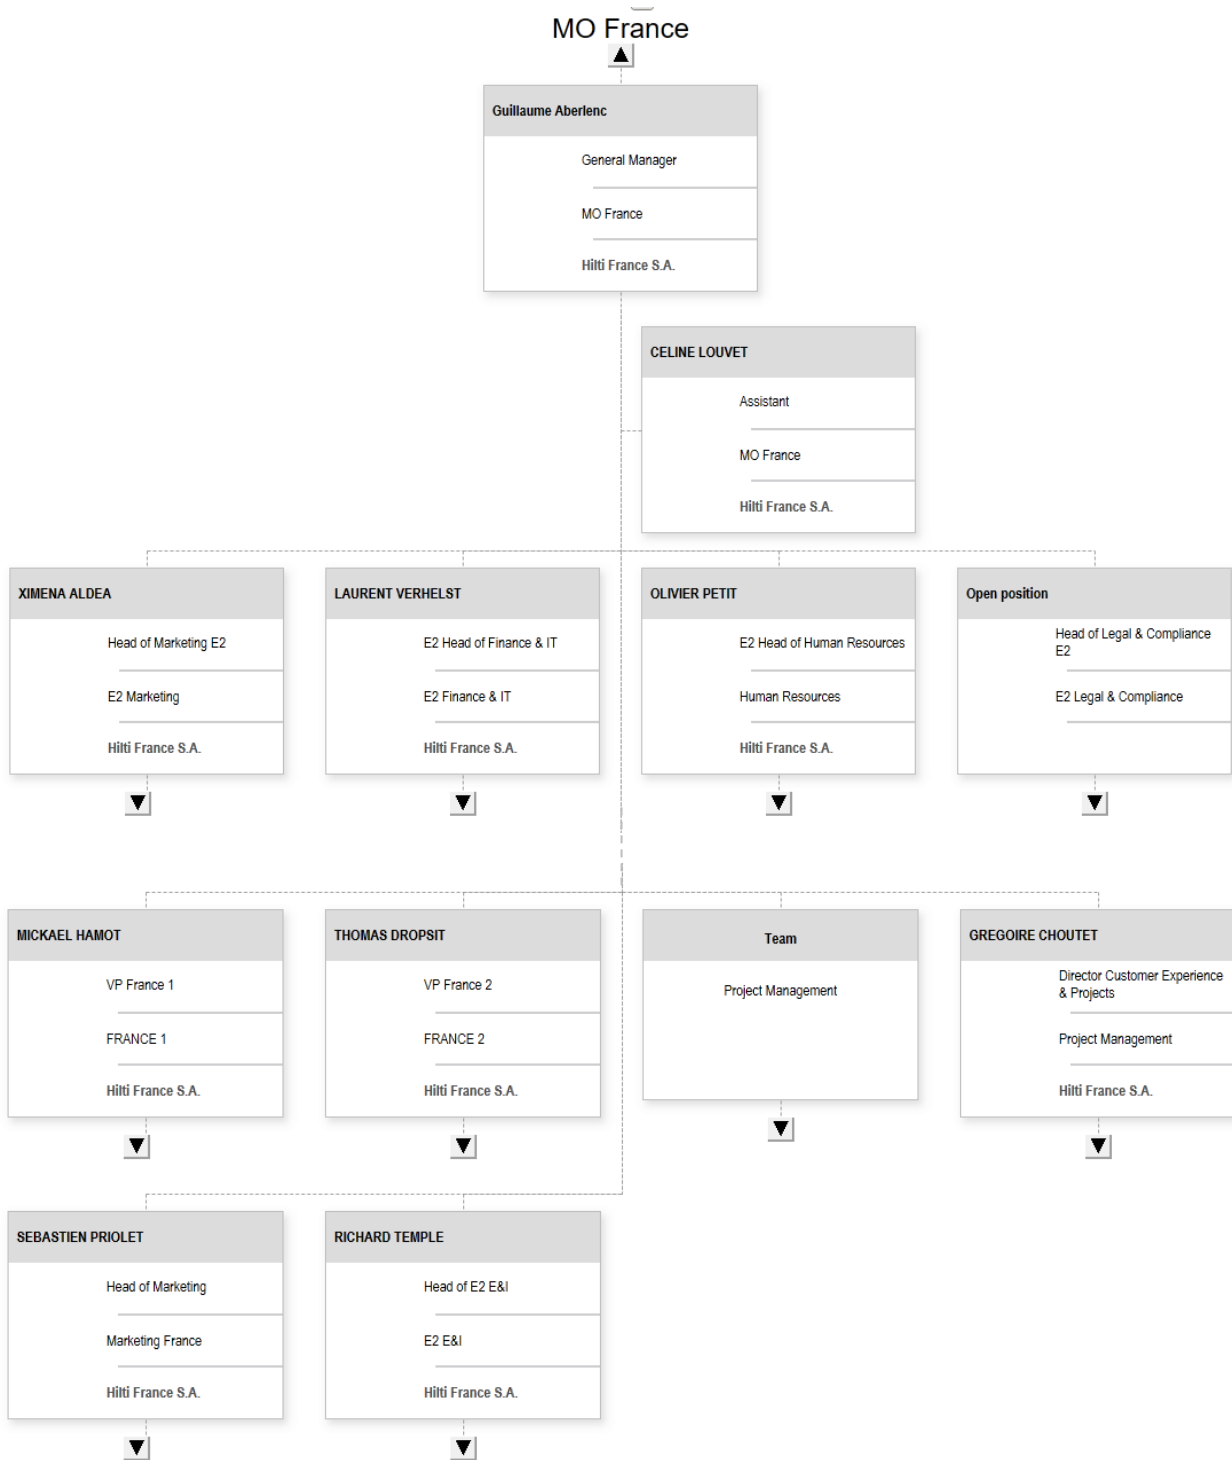 MO France
Guillaume Aberlenc
General Manager
MO France
Hilti France S.A.
CELINE LOUVET
Assistant
MO France
Hilti France S.A.
XIMENA ALDEA
Head of Marketing E2
E2 Marketing
Hilti France S.A.
LAURENT VERHELST
E2 Head of Finance & IT
E2 Finance & IT
Hilti France S.A.
OLIVIER PETIT
E2 Head of Human Resources
Human Resources
Hilti France S.A.
Open position
Head of Legal & Compliance
E2
E2 Legal & Compliance
MICKAEL HAMOT
VP France 1
FRANCE 1
Hilti France S.A.
THOMAS DROPSIT
VP France 2
FRANCE 2
Hilti France S.A.
Team
Project Management
GREGOIRE CHOUTET
Director Customer Experience
& Projects
Project Management
Hilti France S.A.
SEBASTIEN PRIOLET
Head of Marketing
Marketing France
Hilti France S.A.
RICHARD TEMPLE
Head of E2 E&I
E2 E&I
Hilti France S.A.